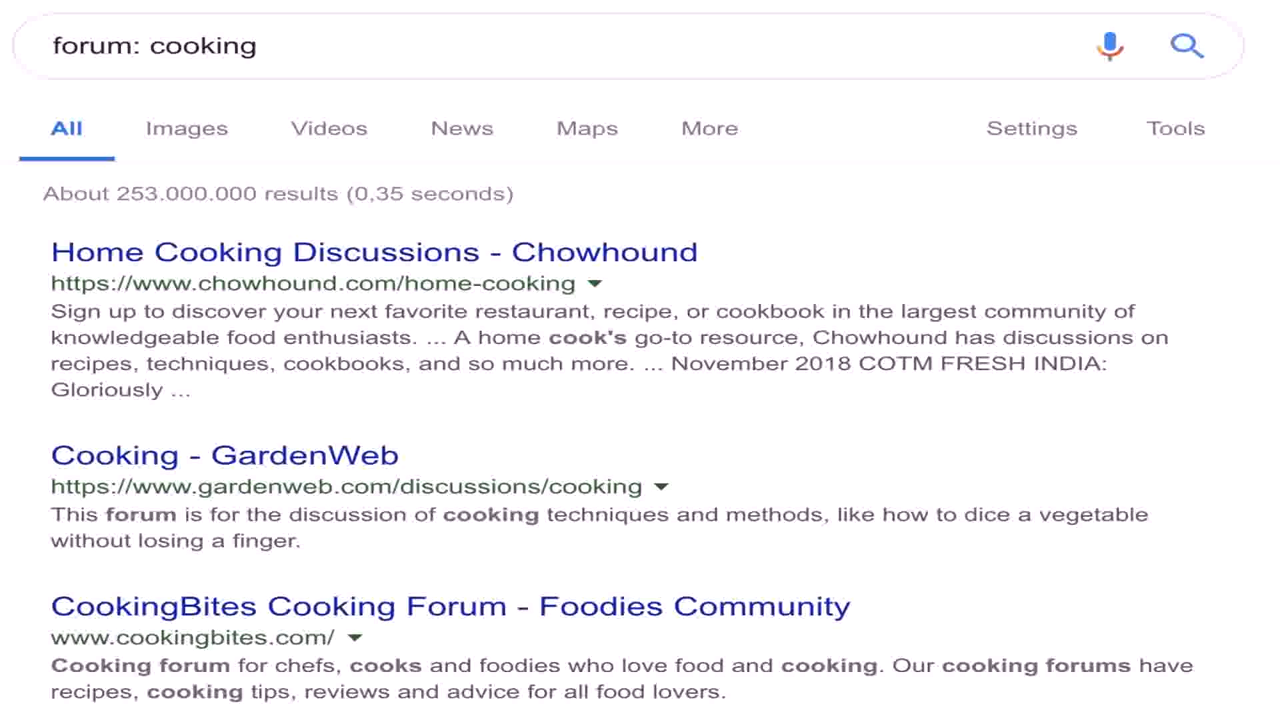 forum: cooking
All Images Videos News Maps More Settings Tools
About 253.000.000 results (0,35 seconds)
Home Cooking Discussions - Chowhound
https://www.chowhound.com/home-cooking
Sign up to discover your next favorite restaurant, recipe, or cookbook in the largest community of
knowledgeable food enthusiasts. ... A home cook's go-to resource, Chowhound has discussions on
recipes, techniques, cookbooks, and so much more. ... November 2018 COTM FRESH INDIA:
Gloriously ...
Cooking - GardenWeb
https://www.gardenweb.com/discussions/cooking
This forum is for the discussion of cooking techniques and methods, like how to dice a vegetable
without losing a finger.
CookingBites Cooking Forum - Foodies Community
www.cookingbites.com/
Cooking forum for chefs, cooks and foodies who love food and cooking. Our cooking forums have
recipes, cooking tips, reviews and advice for all food lovers.